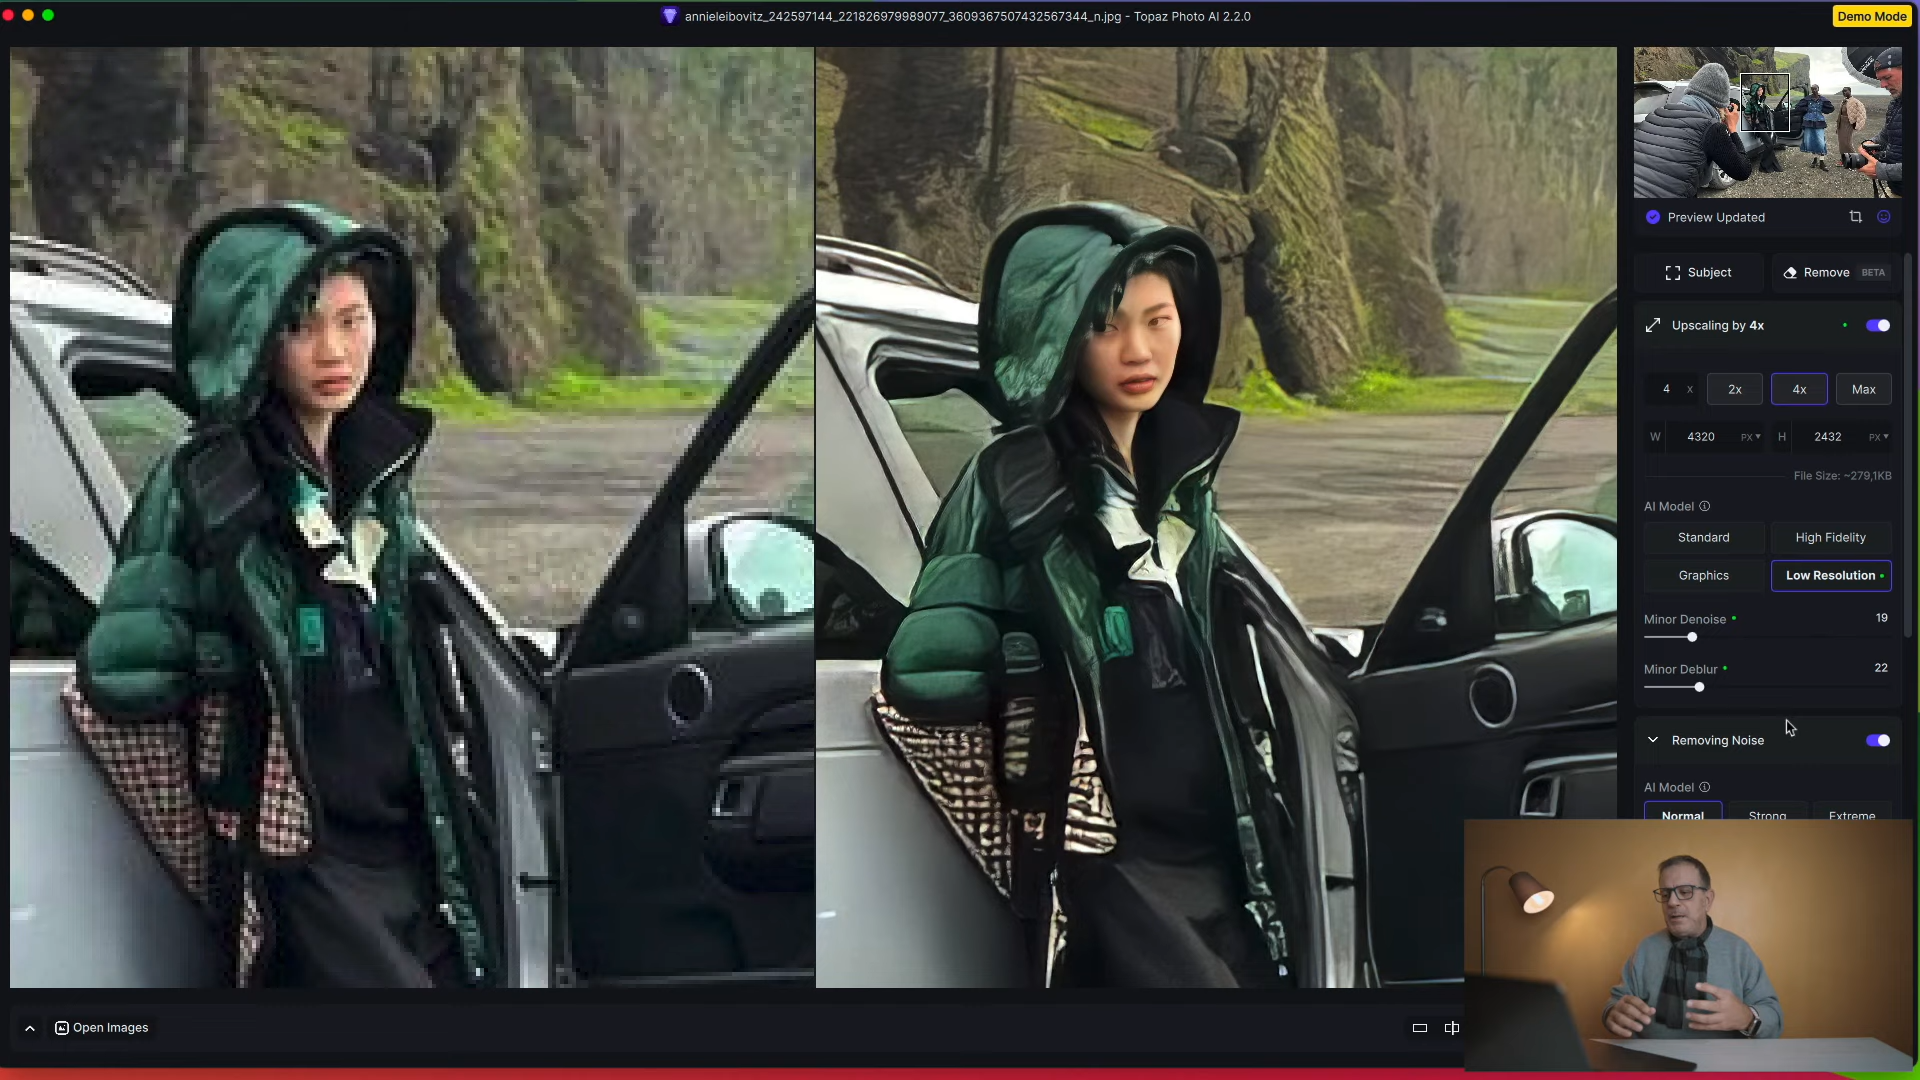 annieleibovitz_242597144_221826979989077_3609367507432567344_n.jpg - Topaz Photo AI 2.2.0
Demo Mode
Preview Updated
Subject
Remove BETA
Upscaling by 4x
4 x 2x 4x Max
W 4320 PX H 2432 PX
File Size: ~279,1KB
AI Model
Standard High Fidelity
Graphics Low Resolution
Minor Denoise 19
Minor Deblur 22
Removing Noise
AI Model
Normal Strong Extreme
Open Images